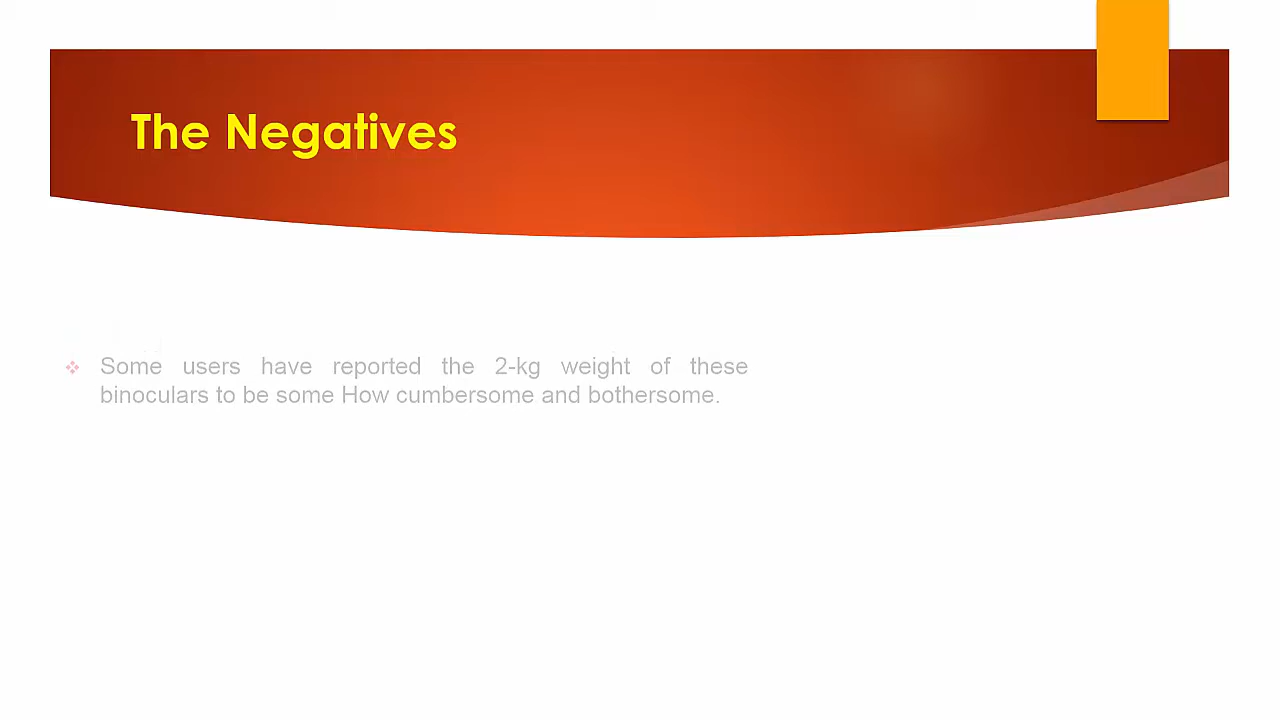 The Negatives
Some users have reported the 2-kg weight of these
binoculars to be some How cumbersome and bothersome.